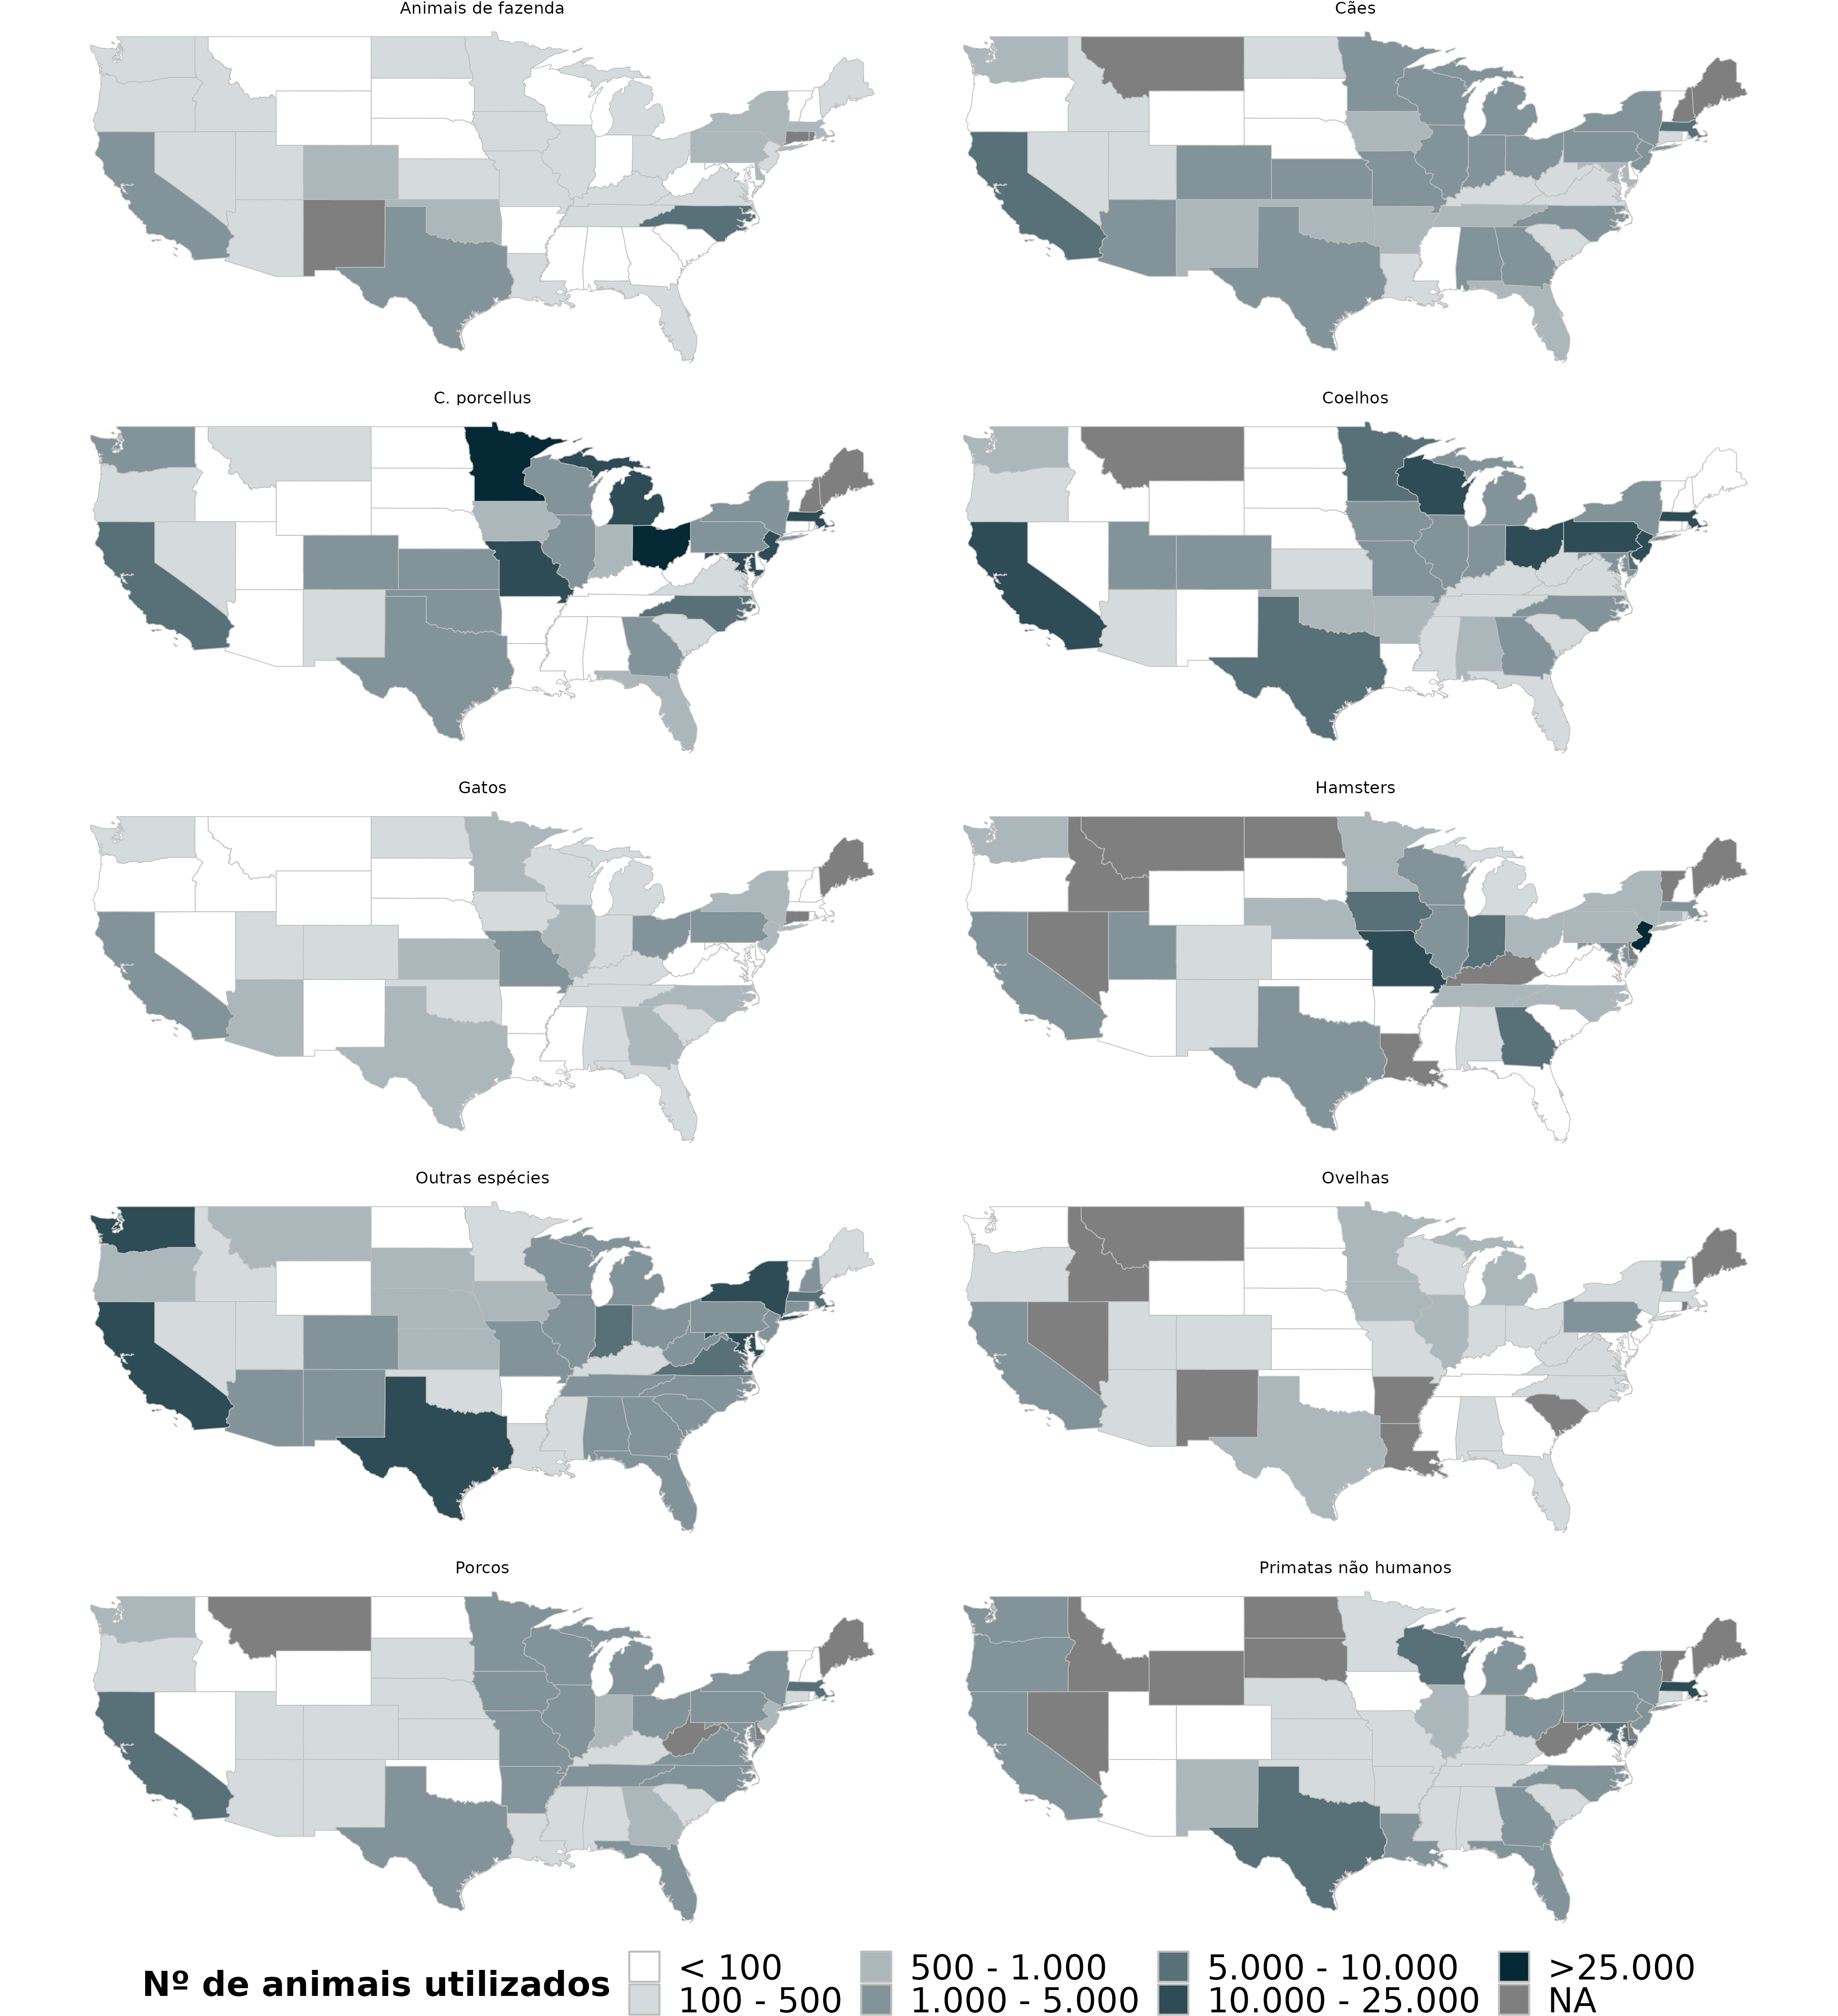 Animais de fazenda
Cães
C. porcellus
Coelhos
Gatos
Hamsters
Outras espécies
Ovelhas
Porcos
Primatas não humanos
Nº de animais utilizados
< 100
500 - 1.000
5.000 - 10.000
>25.000
100 - 500
1.000 - 5.000
10.000 - 25.000
NA